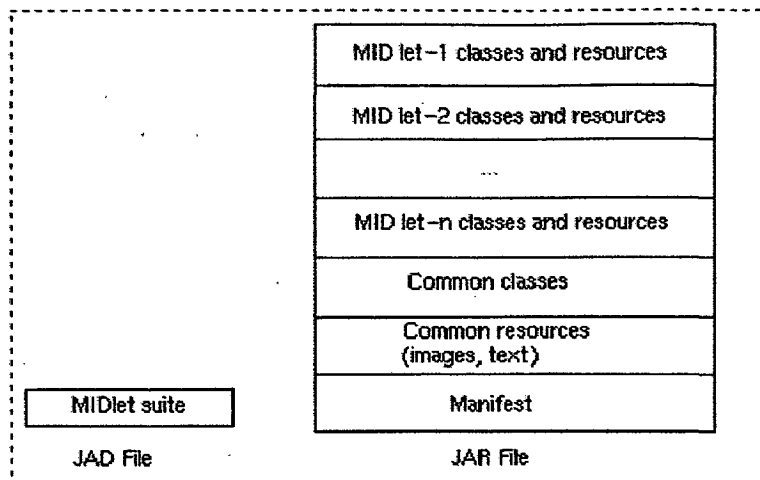 MID let-1 classes and resources
MID let-2 classes and resources
...
MID let-n classes and resources
Common classes
Common resources
(images, text)
MIDlet suite
Manifest
JAD File
JAR File